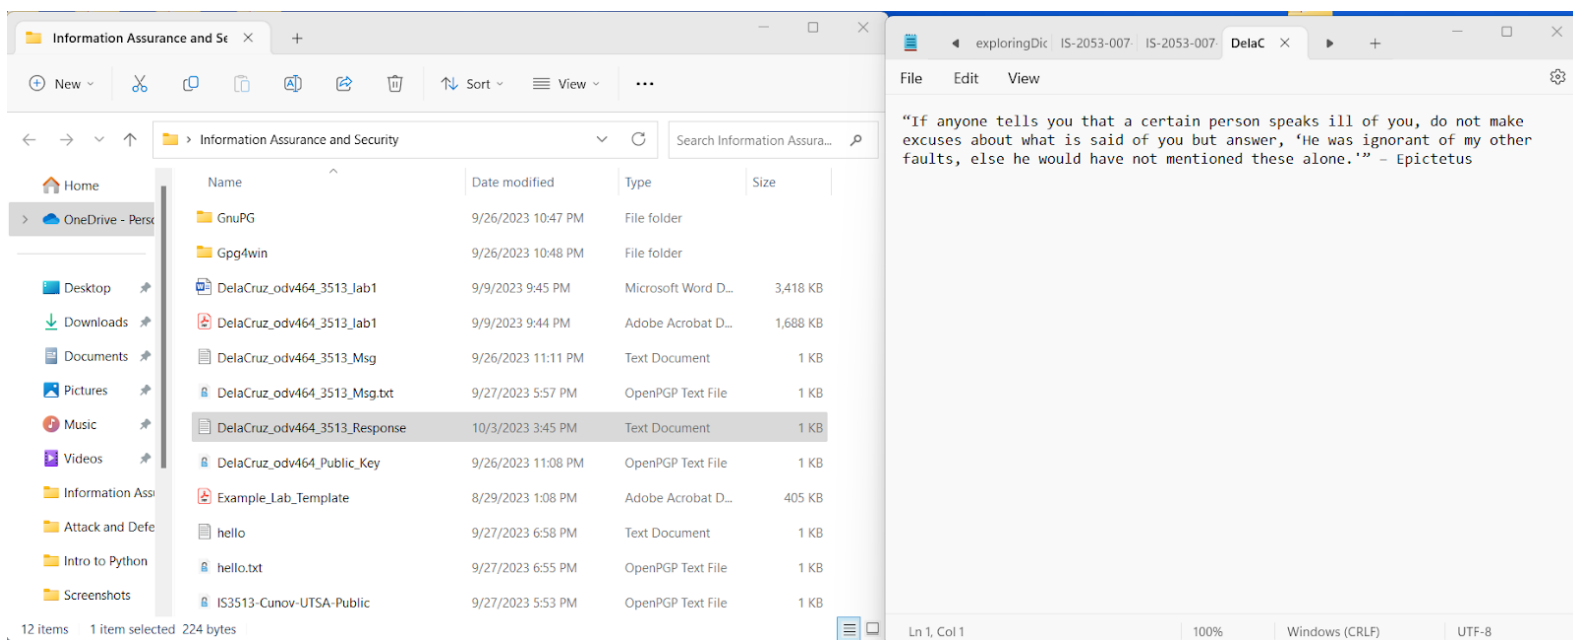 Information Assurance and Se
New
Sort
View
Information Assurance and Security
Search Information Assura...
Home
OneDrive - Perso
Desktop
Downloads
Documents
Pictures
Music
Videos
Information Assu
Attack and Defe
Intro to Python
Screenshots
Name Date modified Type Size
GnuPG 9/26/2023 10:47 PM File folder
Gpg4win 9/26/2023 10:48 PM File folder
DelaCruz_odv464_3513_lab1 9/9/2023 9:45 PM Microsoft Word D... 3,418 KB
DelaCruz_odv464_3513_lab1 9/9/2023 9:44 PM Adobe Acrobat D... 1,688 KB
DelaCruz_odv464_3513_Msg 9/26/2023 11:11 PM Text Document 1 KB
DelaCruz_odv464_3513_Msg.txt 9/27/2023 5:57 PM OpenPGP Text File 1 KB
DelaCruz_odv464_3513_Response 10/3/2023 3:45 PM Text Document 1 KB
DelaCruz_odv464_Public_Key 9/26/2023 11:08 PM OpenPGP Text File 1 KB
Example_Lab_Template 8/29/2023 1:08 PM Adobe Acrobat D... 405 KB
hello 9/27/2023 6:58 PM Text Document 1 KB
hello.txt 9/27/2023 6:55 PM OpenPGP Text File 1 KB
IS3513-Cunov-UTSA-Public 9/27/2023 5:53 PM OpenPGP Text File 1 KB
12 items 1 item selected 224 bytes
exploringDic IS-2053-007- IS-2053-007- DelaC
File Edit View
“If anyone tells you that a certain person speaks ill of you, do not make
excuses about what is said of you but answer, ‘He was ignorant of my other
faults, else he would have not mentioned these alone.'” – Epictetus
Ln 1, Col 1 100% Windows (CRLF) UTF-8